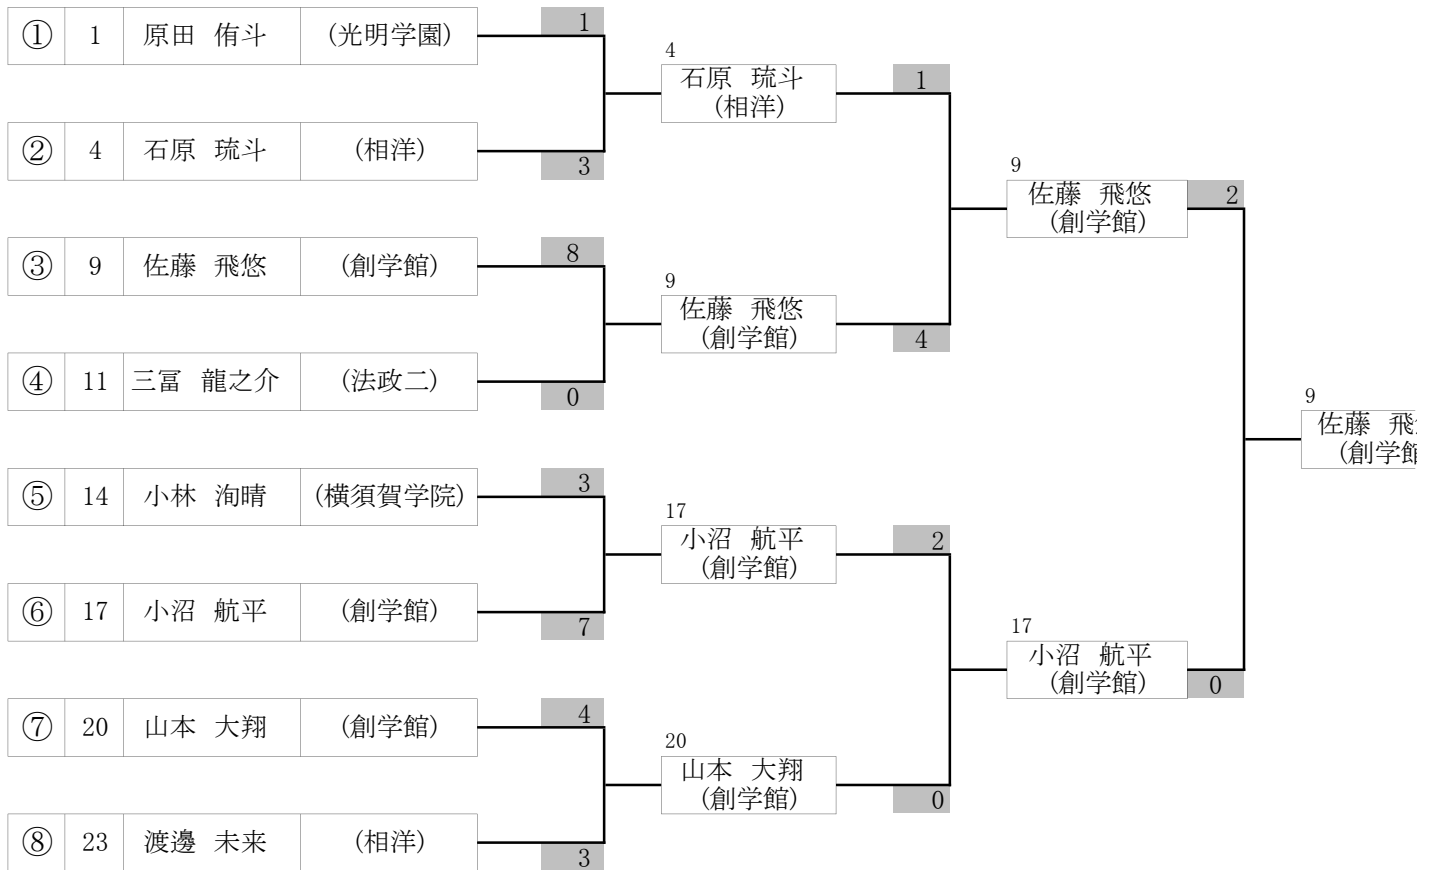 ① 1 原田 侑斗 (光明学園) 1
4
石原 琉斗 1
(相洋)
② 4 石原 琉斗 (相洋) 3
9
佐藤 飛悠 2
(創学館)
③ 9 佐藤 飛悠 (創学館) 8
9
佐藤 飛悠
(創学館) 4
④ 11 三冨 龍之介 (法政二) 0
9
佐藤 飛
(創学館
⑤ 14 小林 洵晴 (横須賀学院) 3
17
小沼 航平 2
(創学館)
⑥ 17 小沼 航平 (創学館) 7
17
小沼 航平
(創学館) 0
⑦ 20 山本 大翔 (創学館) 4
20
山本 大翔
(創学館) 0
⑧ 23 渡邊 未来 (相洋) 3